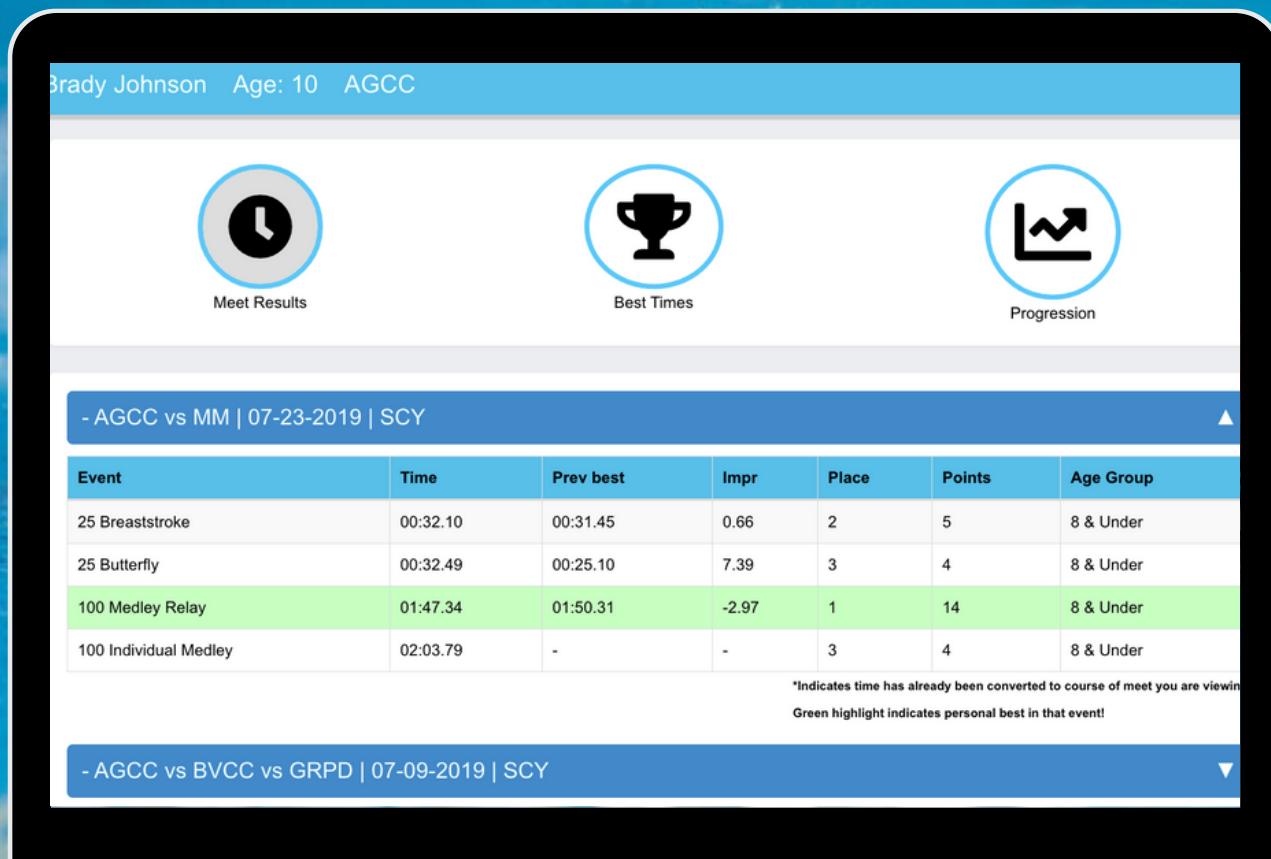 Brady Johnson Age: 10 AGCC
Meet Results Best Times Progression
- AGCC vs MM | 07-23-2019 | SCY ▲
Event Time Prev best Impr Place Points Age Group
25 Breaststroke 00:32.10 00:31.45 0.66 2 5 8 & Under
25 Butterfly 00:32.49 00:25.10 7.39 3 4 8 & Under
100 Medley Relay 01:47.34 01:50.31 -2.97 1 14 8 & Under
100 Individual Medley 02:03.79 - - 3 4 8 & Under
*Indicates time has already been converted to course of meet you are viewin
Green highlight indicates personal best in that event!
- AGCC vs BVCC vs GRPD | 07-09-2019 | SCY ▼